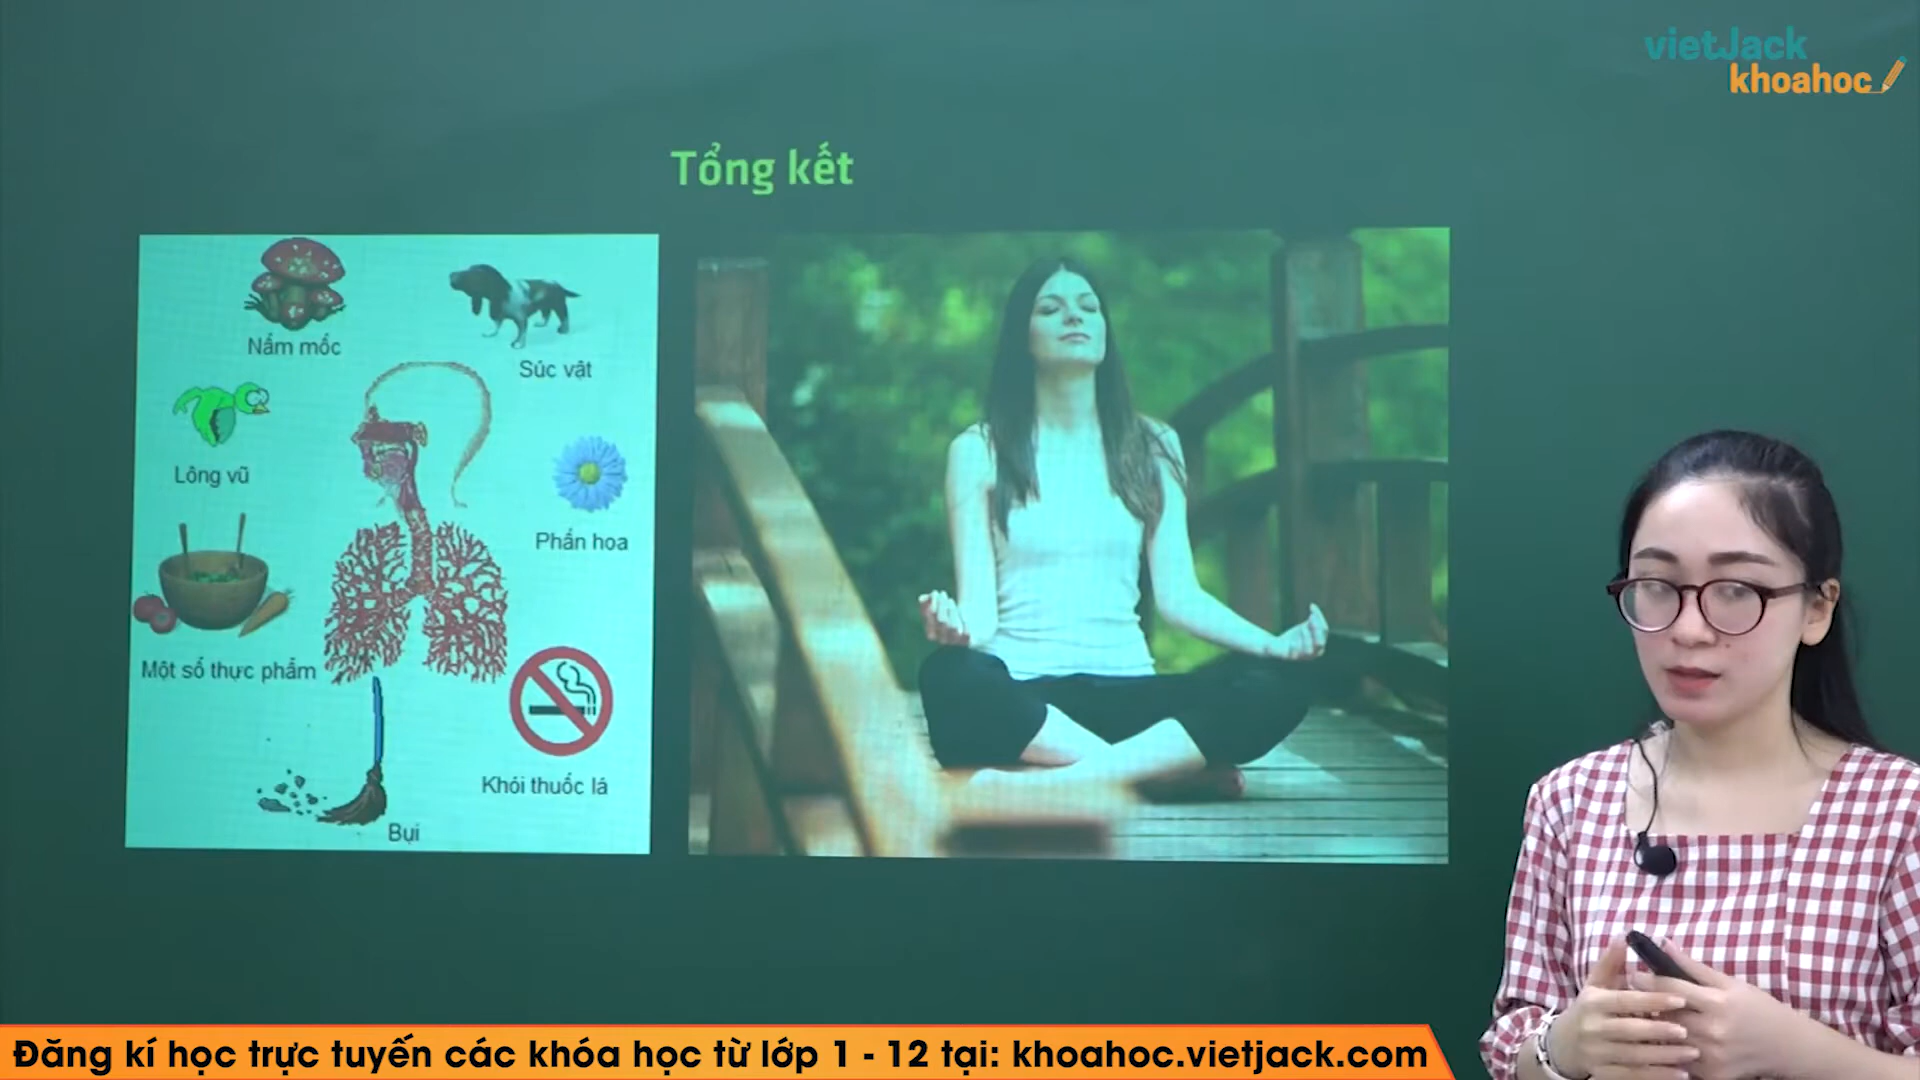 vietJack
khoahoc
Tổng kết
Nấm mốc
Súc vật
Lông vũ
Phấn hoa
Một số thực phẩm
Khói thuốc lá
Bụi
Đăng kí học trực tuyến các khóa học từ lớp 1 - 12 tại: khoahoc.vietjack.com